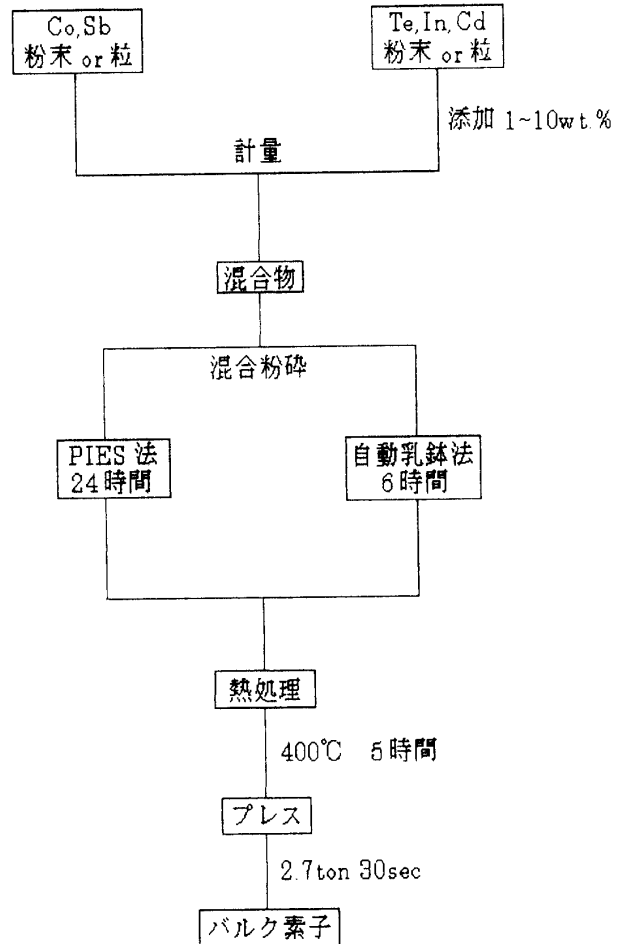 Co,Sb
粉末 or 粒
Te,In,Cd
粉末 or 粒
添加 1~10wt.%
計量
混合物
混合粉砕
PIES 法
24時間
自動乳鉢法
6時間
熱処理
400℃ 5時間
プレス
2.7ton 30sec
バルク素子